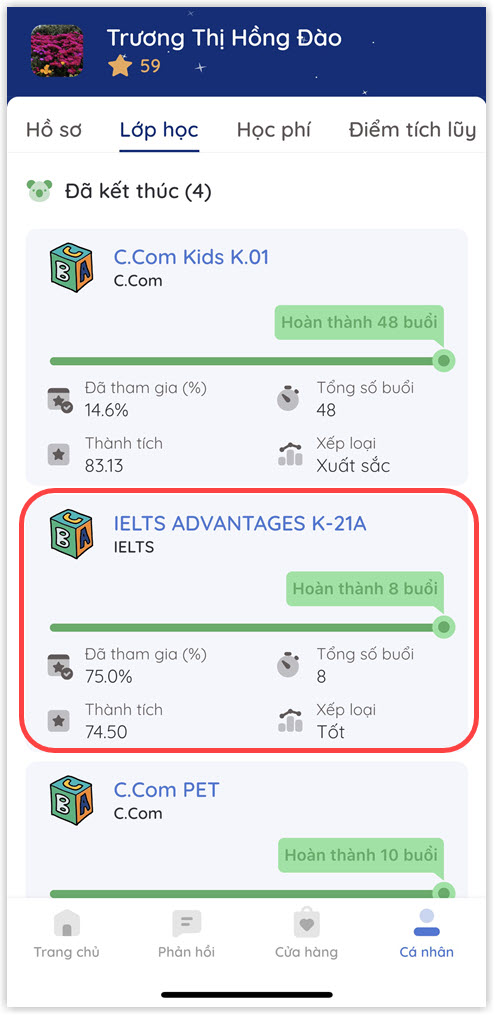 Trương Thị Hồng Đào
59
Hồ sơ Lớp học Học phí Điểm tích lũy
Đã kết thúc (4)
C.Com Kids K.01
C.Com
Hoàn thành 48 buổi
Đã tham gia (%) Tổng số buổi
14.6% 48
Thành tích Xếp loại
83.13 Xuất sắc
IELTS ADVANTAGES K-21A
IELTS
Hoàn thành 8 buổi
Đã tham gia (%) Tổng số buổi
75.0% 8
Thành tích Xếp loại
74.50 Tốt
C.Com PET
C.Com
Hoàn thành 10 buổi
Trang chủ Phản hồi Cửa hàng Cá nhân